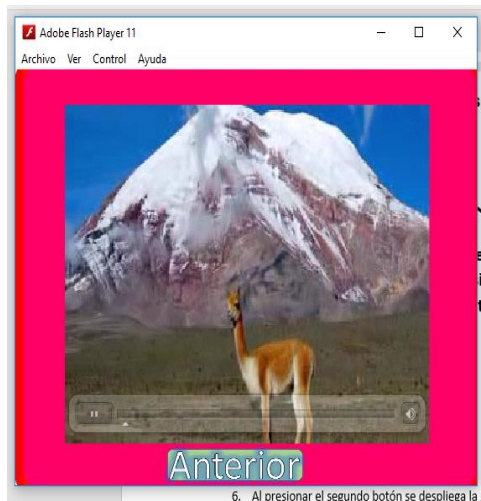 Adobe Flash Player 11
Archivo Ver Control Ayuda
Anterior
6. Al presionar el segundo botón se despliega la